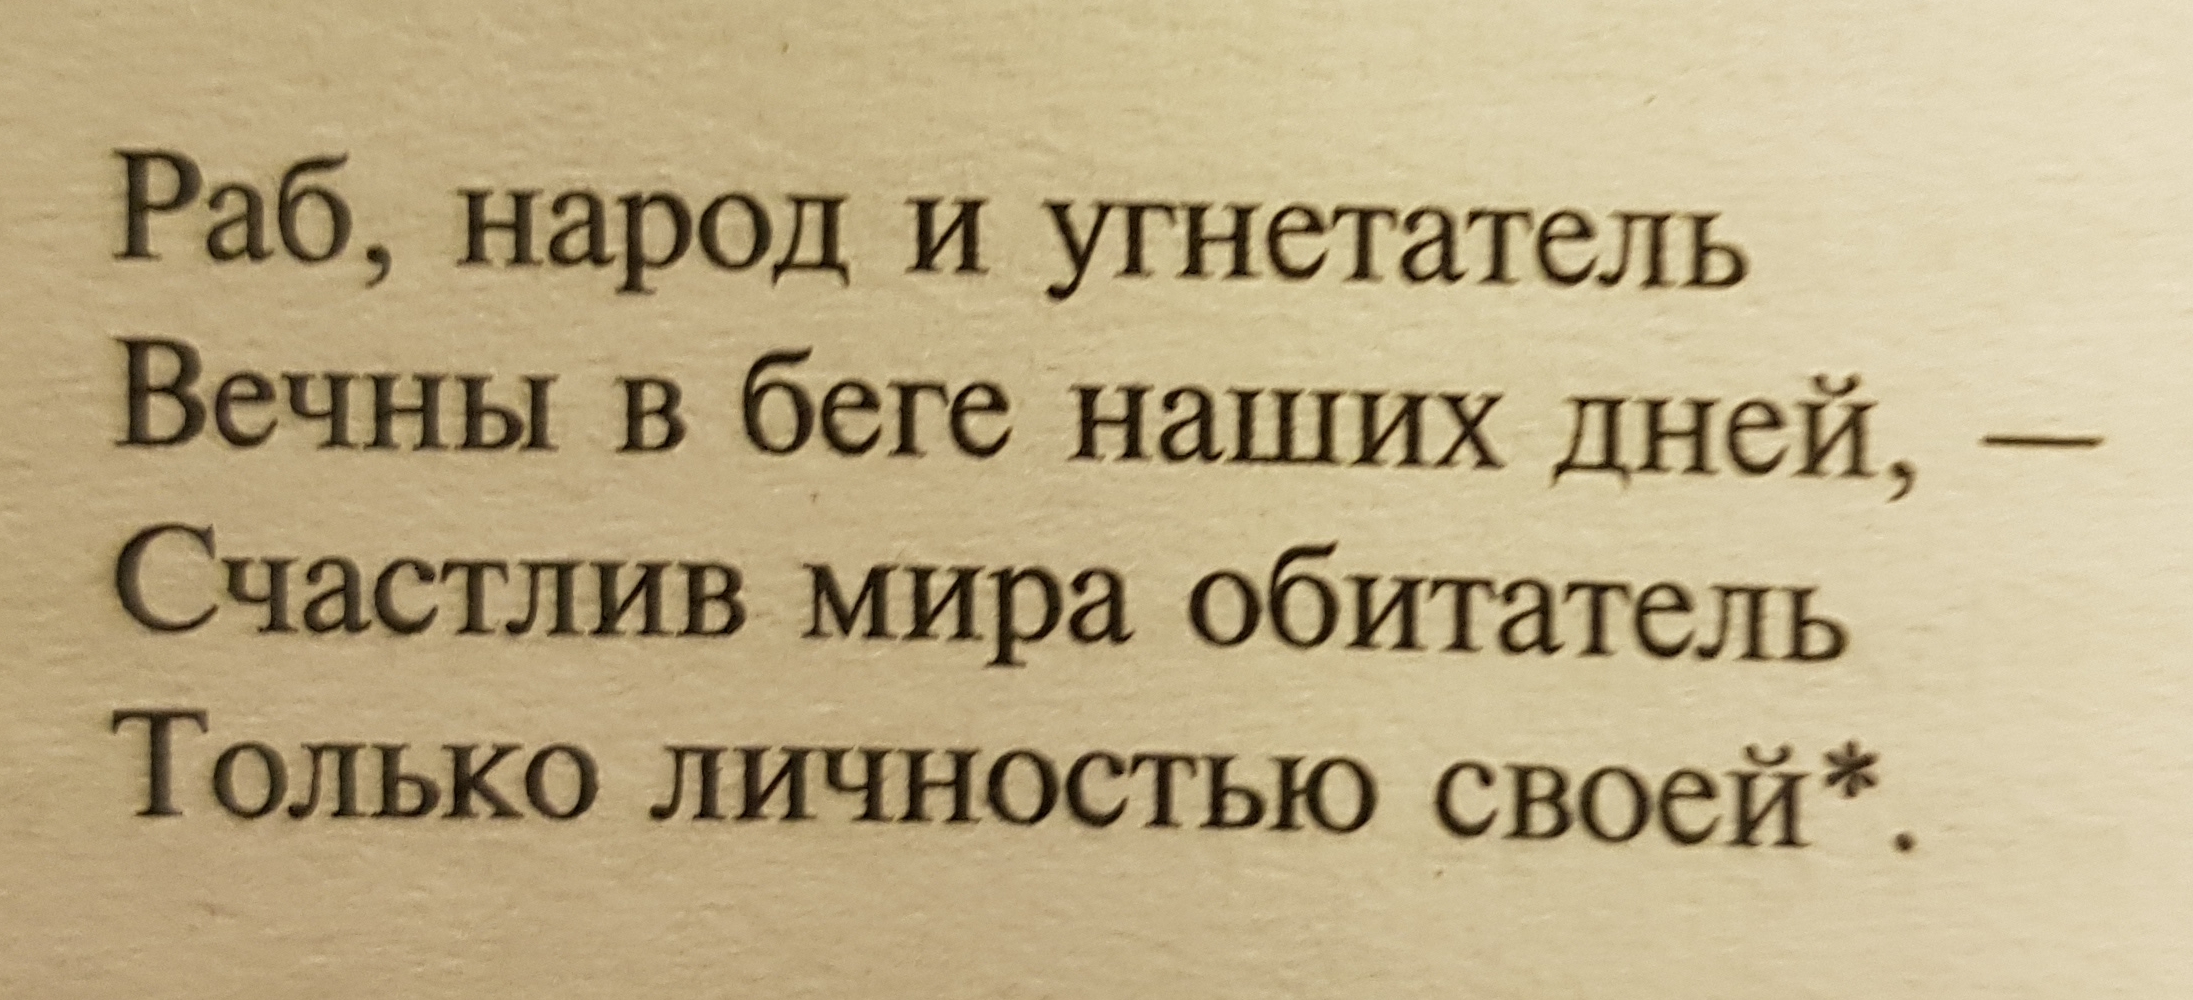 Раб, народ и угнетатель
Вечны в беге наших дней, —
Счастлив мира обитатель
Только личностью своей*.